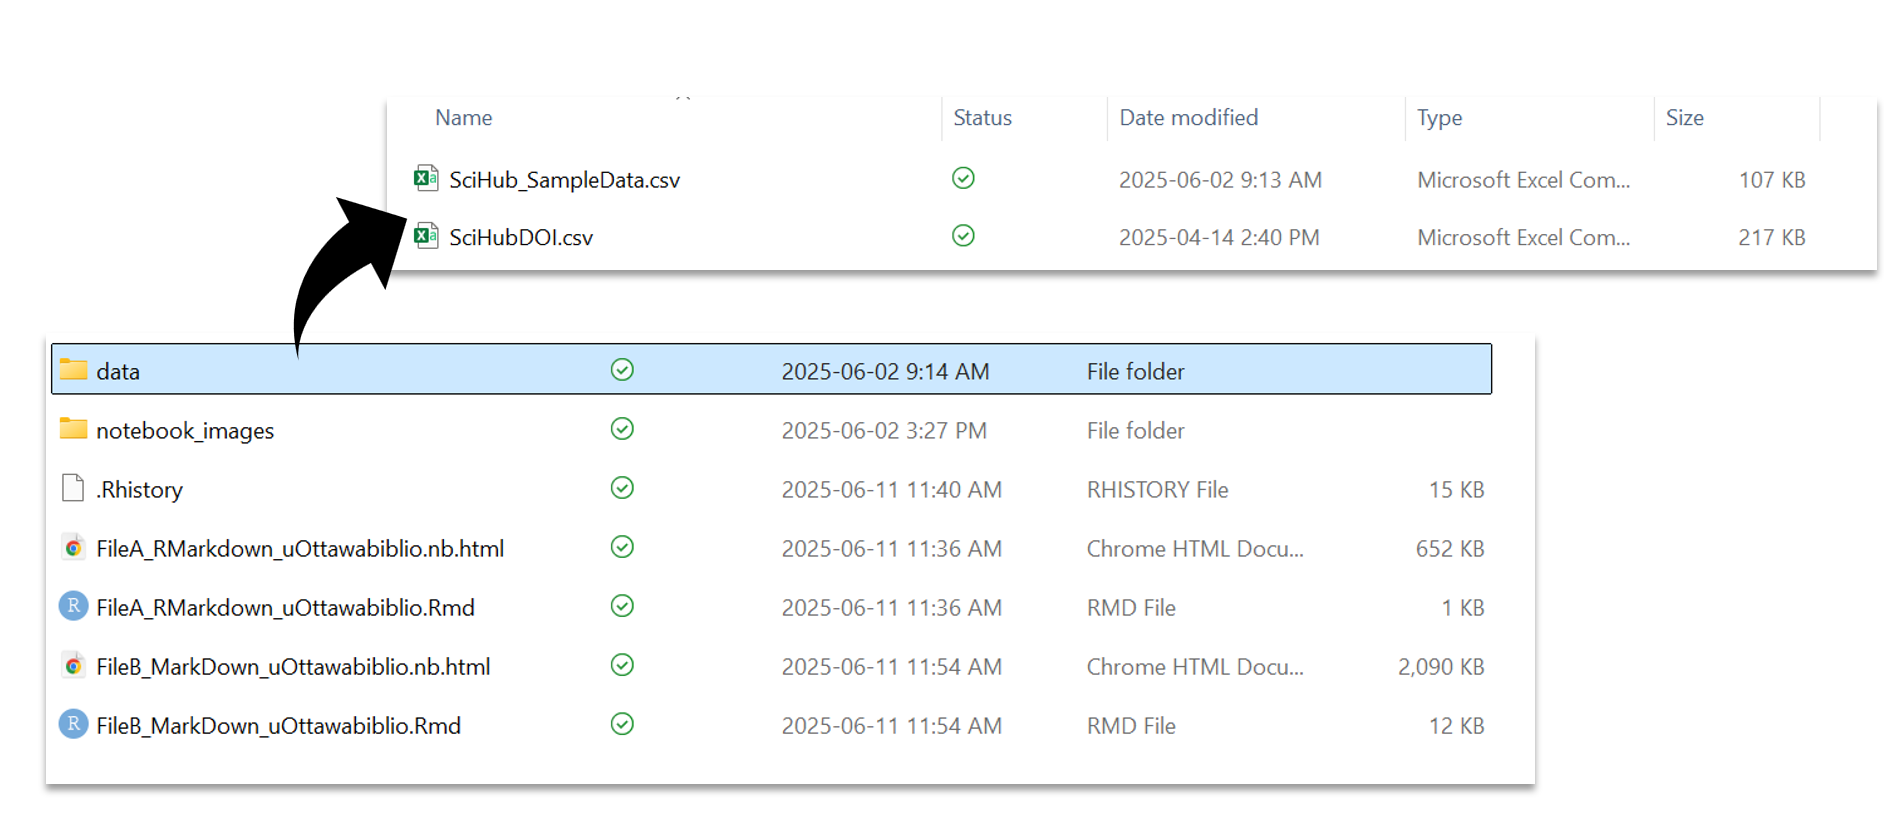 Name Status Date modified Type Size
SciHub_SampleData.csv 2025-06-02 9:13 AM Microsoft Excel Com... 107 KB
SciHubDOI.csv 2025-04-14 2:40 PM Microsoft Excel Com... 217 KB
data 2025-06-02 9:14 AM File folder
notebook_images 2025-06-02 3:27 PM File folder
.Rhistory 2025-06-11 11:40 AM RHISTORY File 15 KB
FileA_RMarkdown_uOttawabiblio.nb.html 2025-06-11 11:36 AM Chrome HTML Docu... 652 KB
FileA_RMarkdown_uOttawabiblio.Rmd 2025-06-11 11:36 AM RMD File 1 KB
FileB_MarkDown_uOttawabiblio.nb.html 2025-06-11 11:54 AM Chrome HTML Docu... 2,090 KB
FileB_MarkDown_uOttawabiblio.Rmd 2025-06-11 11:54 AM RMD File 12 KB